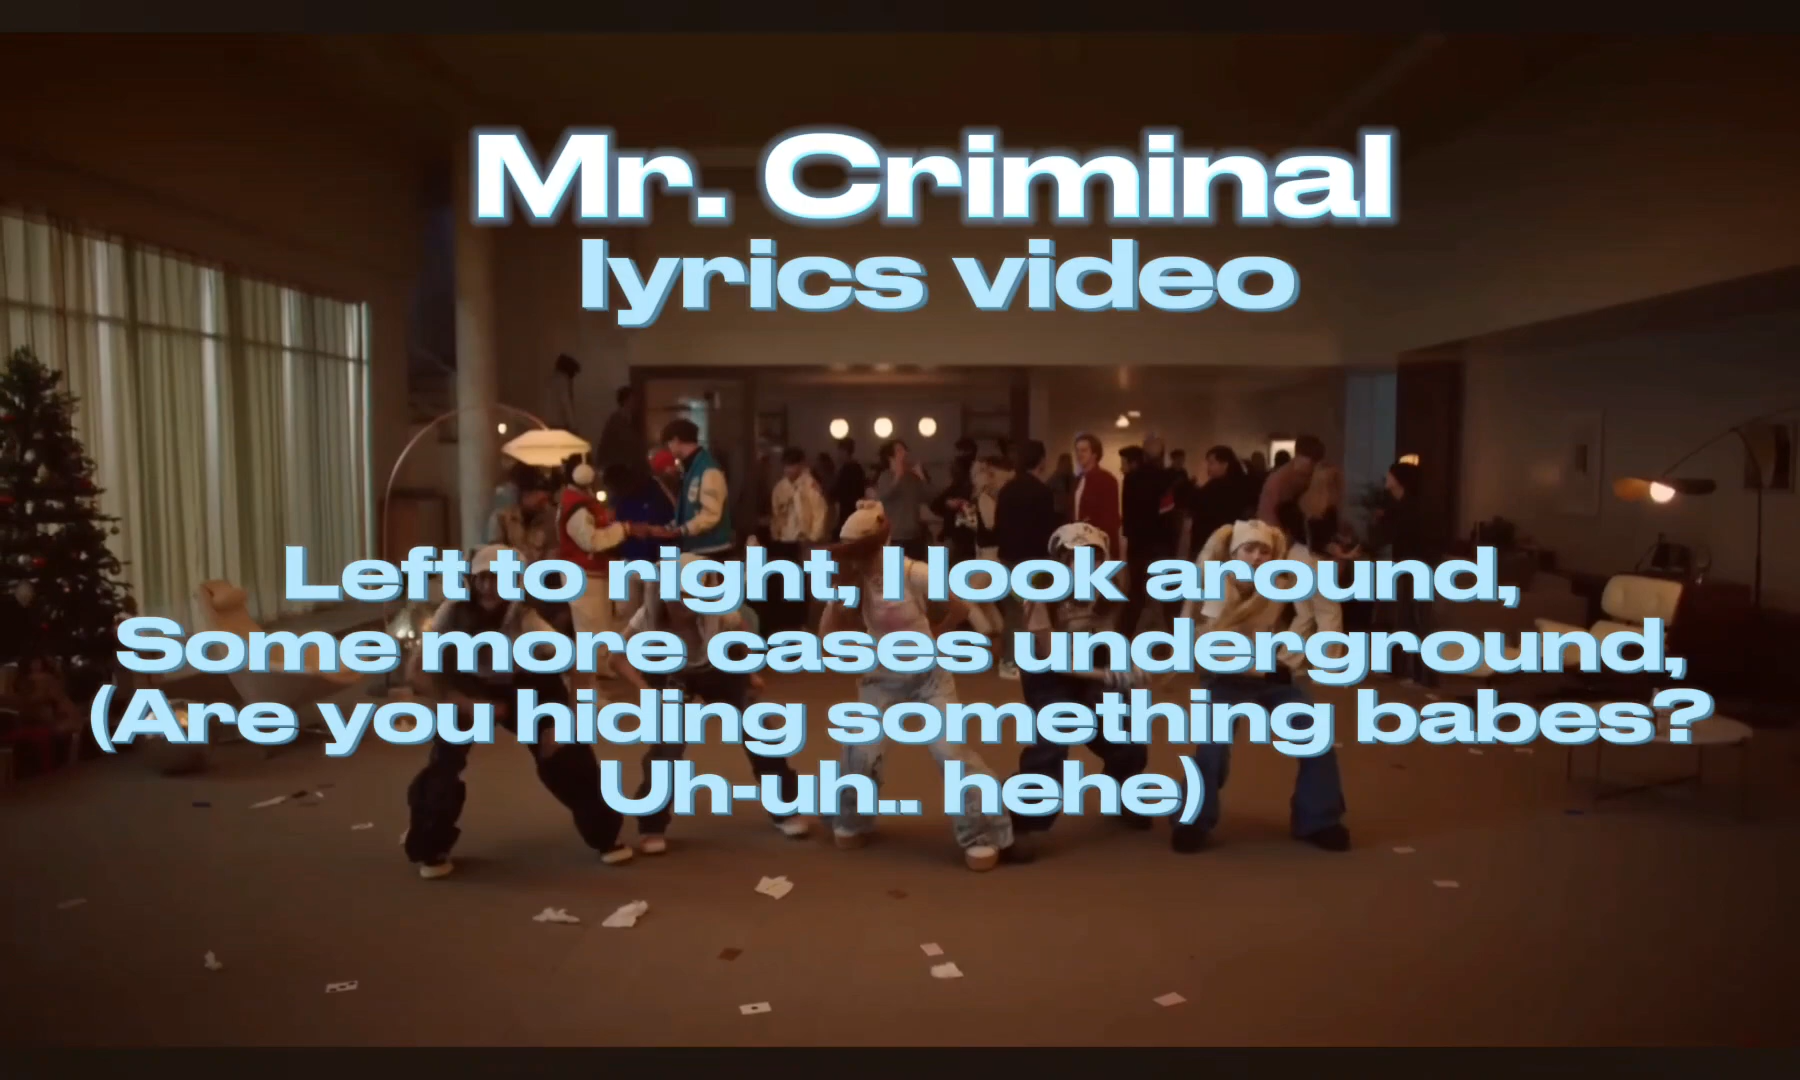 Mr. Criminal
lyrics video
Left to right, I look around,
Some more cases underground,
(Are you hiding something babes?
Uh-uh.. hehe)